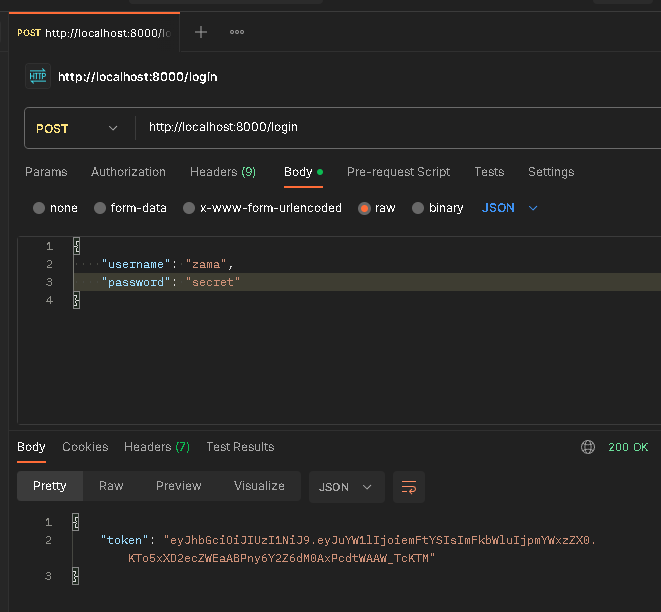 POST http://localhost:8000/lo
HTTP http://localhost:8000/login
POST http://localhost:8000/login
Params Authorization Headers (9) Body Pre-request Script Tests Settings
none form-data x-www-form-urlencoded raw binary JSON
1 {
2 "username": "zama",
3 "password": "secret"
4 }
Body Cookies Headers (7) Test Results 200 OK
Pretty Raw Preview Visualize JSON
1 {
2 "token": "eyJhbGciOiJIUzI1NiJ9.eyJuYW1lIjoiemFtYSIsImFkbWluIjpmYWxzZX0.
KTo5xXD2ecZWEaABPny6Y2Z6dM0AxPcdtWAAW_TcKTM"
3 }